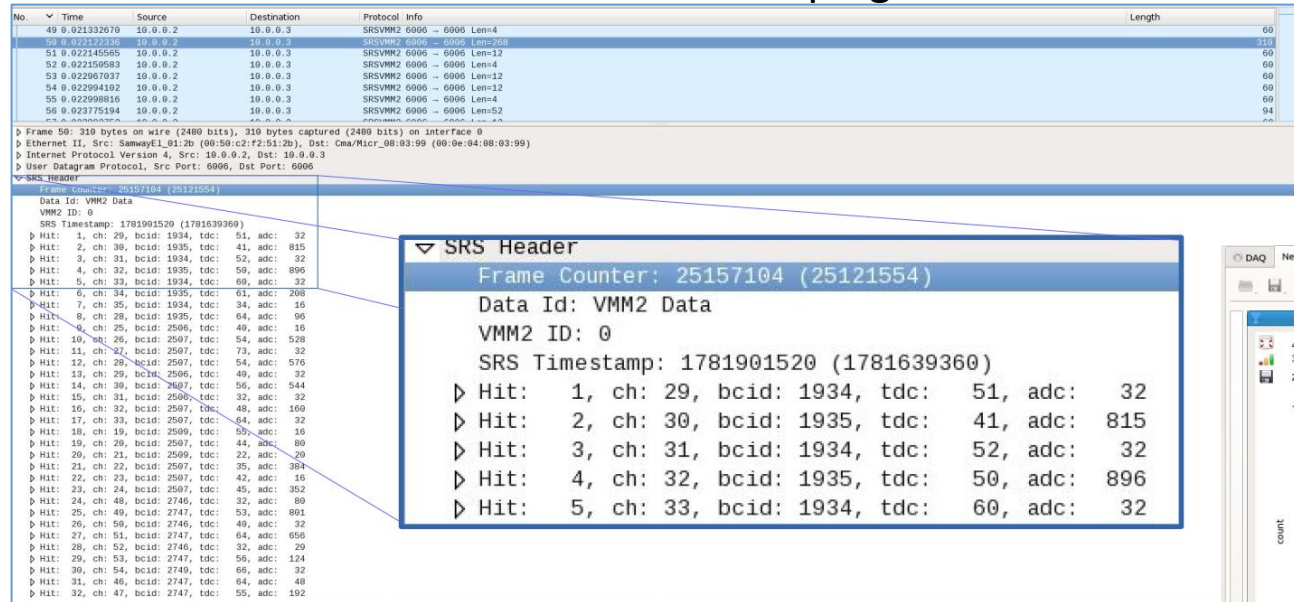 No. Time Source Destination Protocol Info Length
49 0.021332670 10.0.0.2 10.0.0.3 SRSVMM2 6006 → 6006 Len=4 60
50 0.022122336 10.0.0.2 10.0.0.3 SRSVMM2 6006 → 6006 Len=268 310
51 0.022145565 10.0.0.2 10.0.0.3 SRSVMM2 6006 → 6006 Len=12 60
52 0.022150583 10.0.0.2 10.0.0.3 SRSVMM2 6006 → 6006 Len=4 60
53 0.022967037 10.0.0.2 10.0.0.3 SRSVMM2 6006 → 6006 Len=12 60
54 0.022994102 10.0.0.2 10.0.0.3 SRSVMM2 6006 → 6006 Len=12 60
55 0.022998816 10.0.0.2 10.0.0.3 SRSVMM2 6006 → 6006 Len=4 60
56 0.023775194 10.0.0.2 10.0.0.3 SRSVMM2 6006 → 6006 Len=52 94
Frame 50: 310 bytes on wire (2480 bits), 310 bytes captured (2480 bits) on interface 0
Ethernet II, Src: SamwayEl_01:2b (00:50:c2:f2:51:2b), Dst: Cma/Micr_08:03:99 (00:0e:04:08:03:99)
Internet Protocol Version 4, Src: 10.0.0.2, Dst: 10.0.0.3
User Datagram Protocol, Src Port: 6006, Dst Port: 6006
SRS Header
Frame Counter: 25157104 (25121554)
Data Id: VMM2 Data
VMM2 ID: 0
SRS Timestamp: 1781901520 (1781639360)
Hit: 1, ch: 29, bcid: 1934, tdc: 51, adc: 32
Hit: 2, ch: 30, bcid: 1935, tdc: 41, adc: 815
Hit: 3, ch: 31, bcid: 1934, tdc: 52, adc: 32
Hit: 4, ch: 32, bcid: 1935, tdc: 50, adc: 896
Hit: 5, ch: 33, bcid: 1934, tdc: 60, adc: 32
Hit: 6, ch: 34, bcid: 1935, tdc: 61, adc: 208
Hit: 7, ch: 35, bcid: 1934, tdc: 34, adc: 16
Hit: 8, ch: 28, bcid: 1935, tdc: 64, adc: 96
Hit: 9, ch: 25, bcid: 2506, tdc: 40, adc: 16
Hit: 10, ch: 26, bcid: 2507, tdc: 54, adc: 528
Hit: 11, ch: 27, bcid: 2507, tdc: 73, adc: 32
Hit: 12, ch: 28, bcid: 2507, tdc: 54, adc: 576
Hit: 13, ch: 29, bcid: 2506, tdc: 40, adc: 32
Hit: 14, ch: 30, bcid: 2507, tdc: 56, adc: 544
Hit: 15, ch: 31, bcid: 2506, tdc: 32, adc: 32
Hit: 16, ch: 32, bcid: 2507, tdc: 48, adc: 160
Hit: 17, ch: 33, bcid: 2507, tdc: 64, adc: 32
Hit: 18, ch: 19, bcid: 2509, tdc: 55, adc: 16
Hit: 19, ch: 20, bcid: 2507, tdc: 44, adc: 80
Hit: 20, ch: 21, bcid: 2509, tdc: 22, adc: 20
Hit: 21, ch: 22, bcid: 2507, tdc: 35, adc: 384
Hit: 22, ch: 23, bcid: 2507, tdc: 42, adc: 16
Hit: 23, ch: 24, bcid: 2507, tdc: 45, adc: 352
Hit: 24, ch: 48, bcid: 2746, tdc: 32, adc: 80
Hit: 25, ch: 49, bcid: 2747, tdc: 53, adc: 801
Hit: 26, ch: 50, bcid: 2746, tdc: 40, adc: 32
Hit: 27, ch: 51, bcid: 2747, tdc: 64, adc: 656
Hit: 28, ch: 52, bcid: 2746, tdc: 32, adc: 29
Hit: 29, ch: 53, bcid: 2747, tdc: 56, adc: 124
Hit: 30, ch: 54, bcid: 2749, tdc: 66, adc: 32
Hit: 31, ch: 46, bcid: 2747, tdc: 64, adc: 48
Hit: 32, ch: 47, bcid: 2747, tdc: 55, adc: 192
SRS Header
Frame Counter: 25157104 (25121554)
Data Id: VMM2 Data
VMM2 ID: 0
SRS Timestamp: 1781901520 (1781639360)
Hit: 1, ch: 29, bcid: 1934, tdc: 51, adc: 32
Hit: 2, ch: 30, bcid: 1935, tdc: 41, adc: 815
Hit: 3, ch: 31, bcid: 1934, tdc: 52, adc: 32
Hit: 4, ch: 32, bcid: 1935, tdc: 50, adc: 896
Hit: 5, ch: 33, bcid: 1934, tdc: 60, adc: 32
DAQ Ne
count